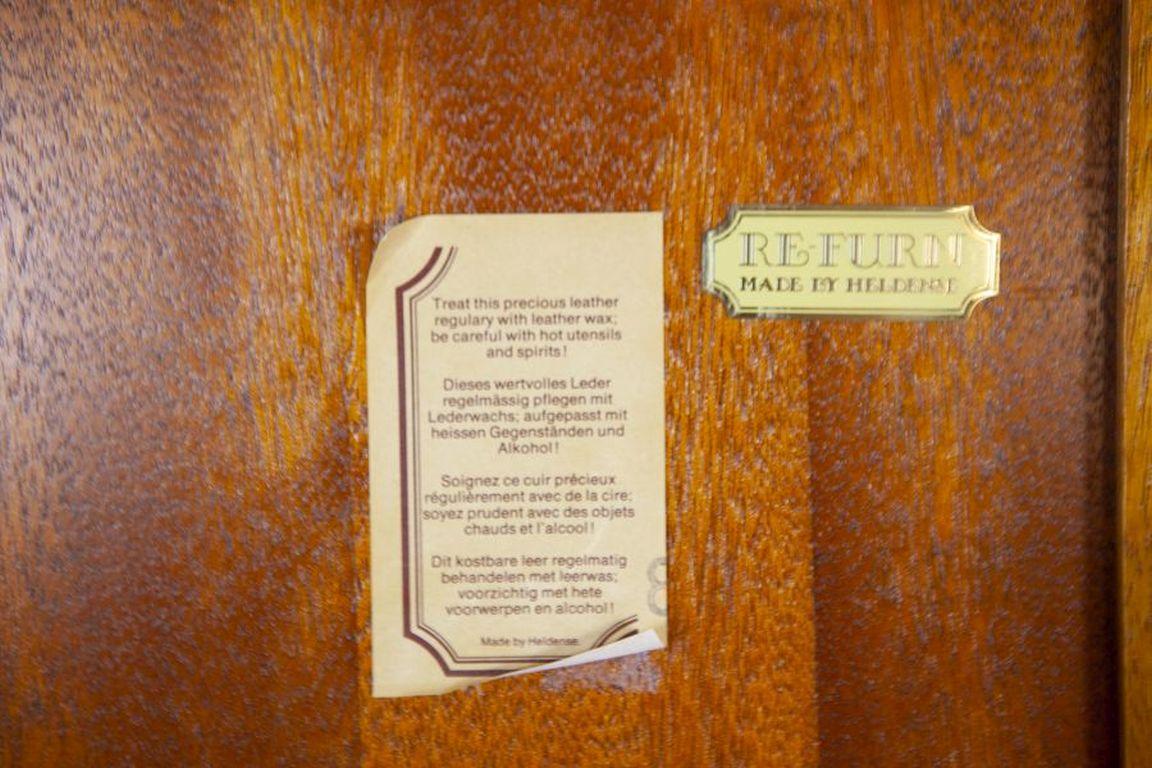 Treat this precious leather
regulary with leather wax;
be careful with hot utensils
and spirits!
Dieses wertvolles Leder
regelmässig pflegen mit
Lederwachs; aufgepasst mit
heissen Gegenständen und
Alkohol!
Soignez ce cuir précieux
régulièrement avec de la cire;
soyez prudent avec des objets
chauds et l'alcool!
Dit kostbare leer regelmatig
behandelen met leerwas;
voorzichtig met hete
voorwerpen en alcohol!
Made by Heldense
8
RE-FURN
MADE BY HELDENSE